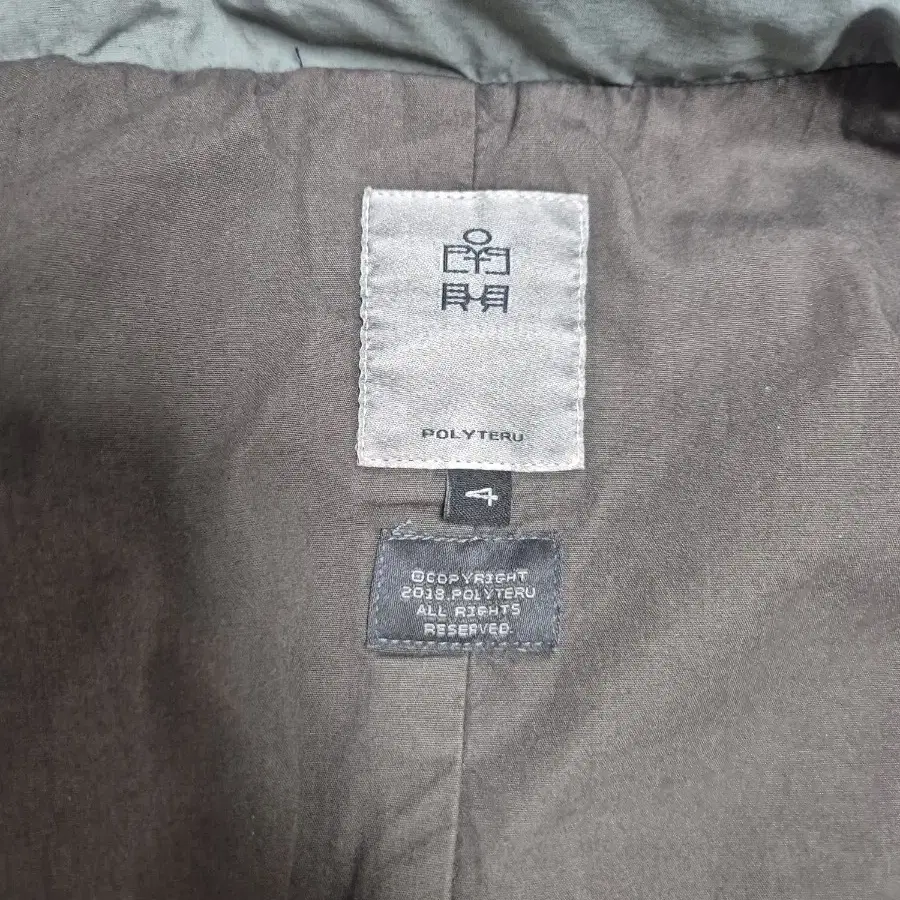 POLYTERU
4
©COPYRIGHT
2018.POLYTERU
ALL RIGHTS
RESERVED.